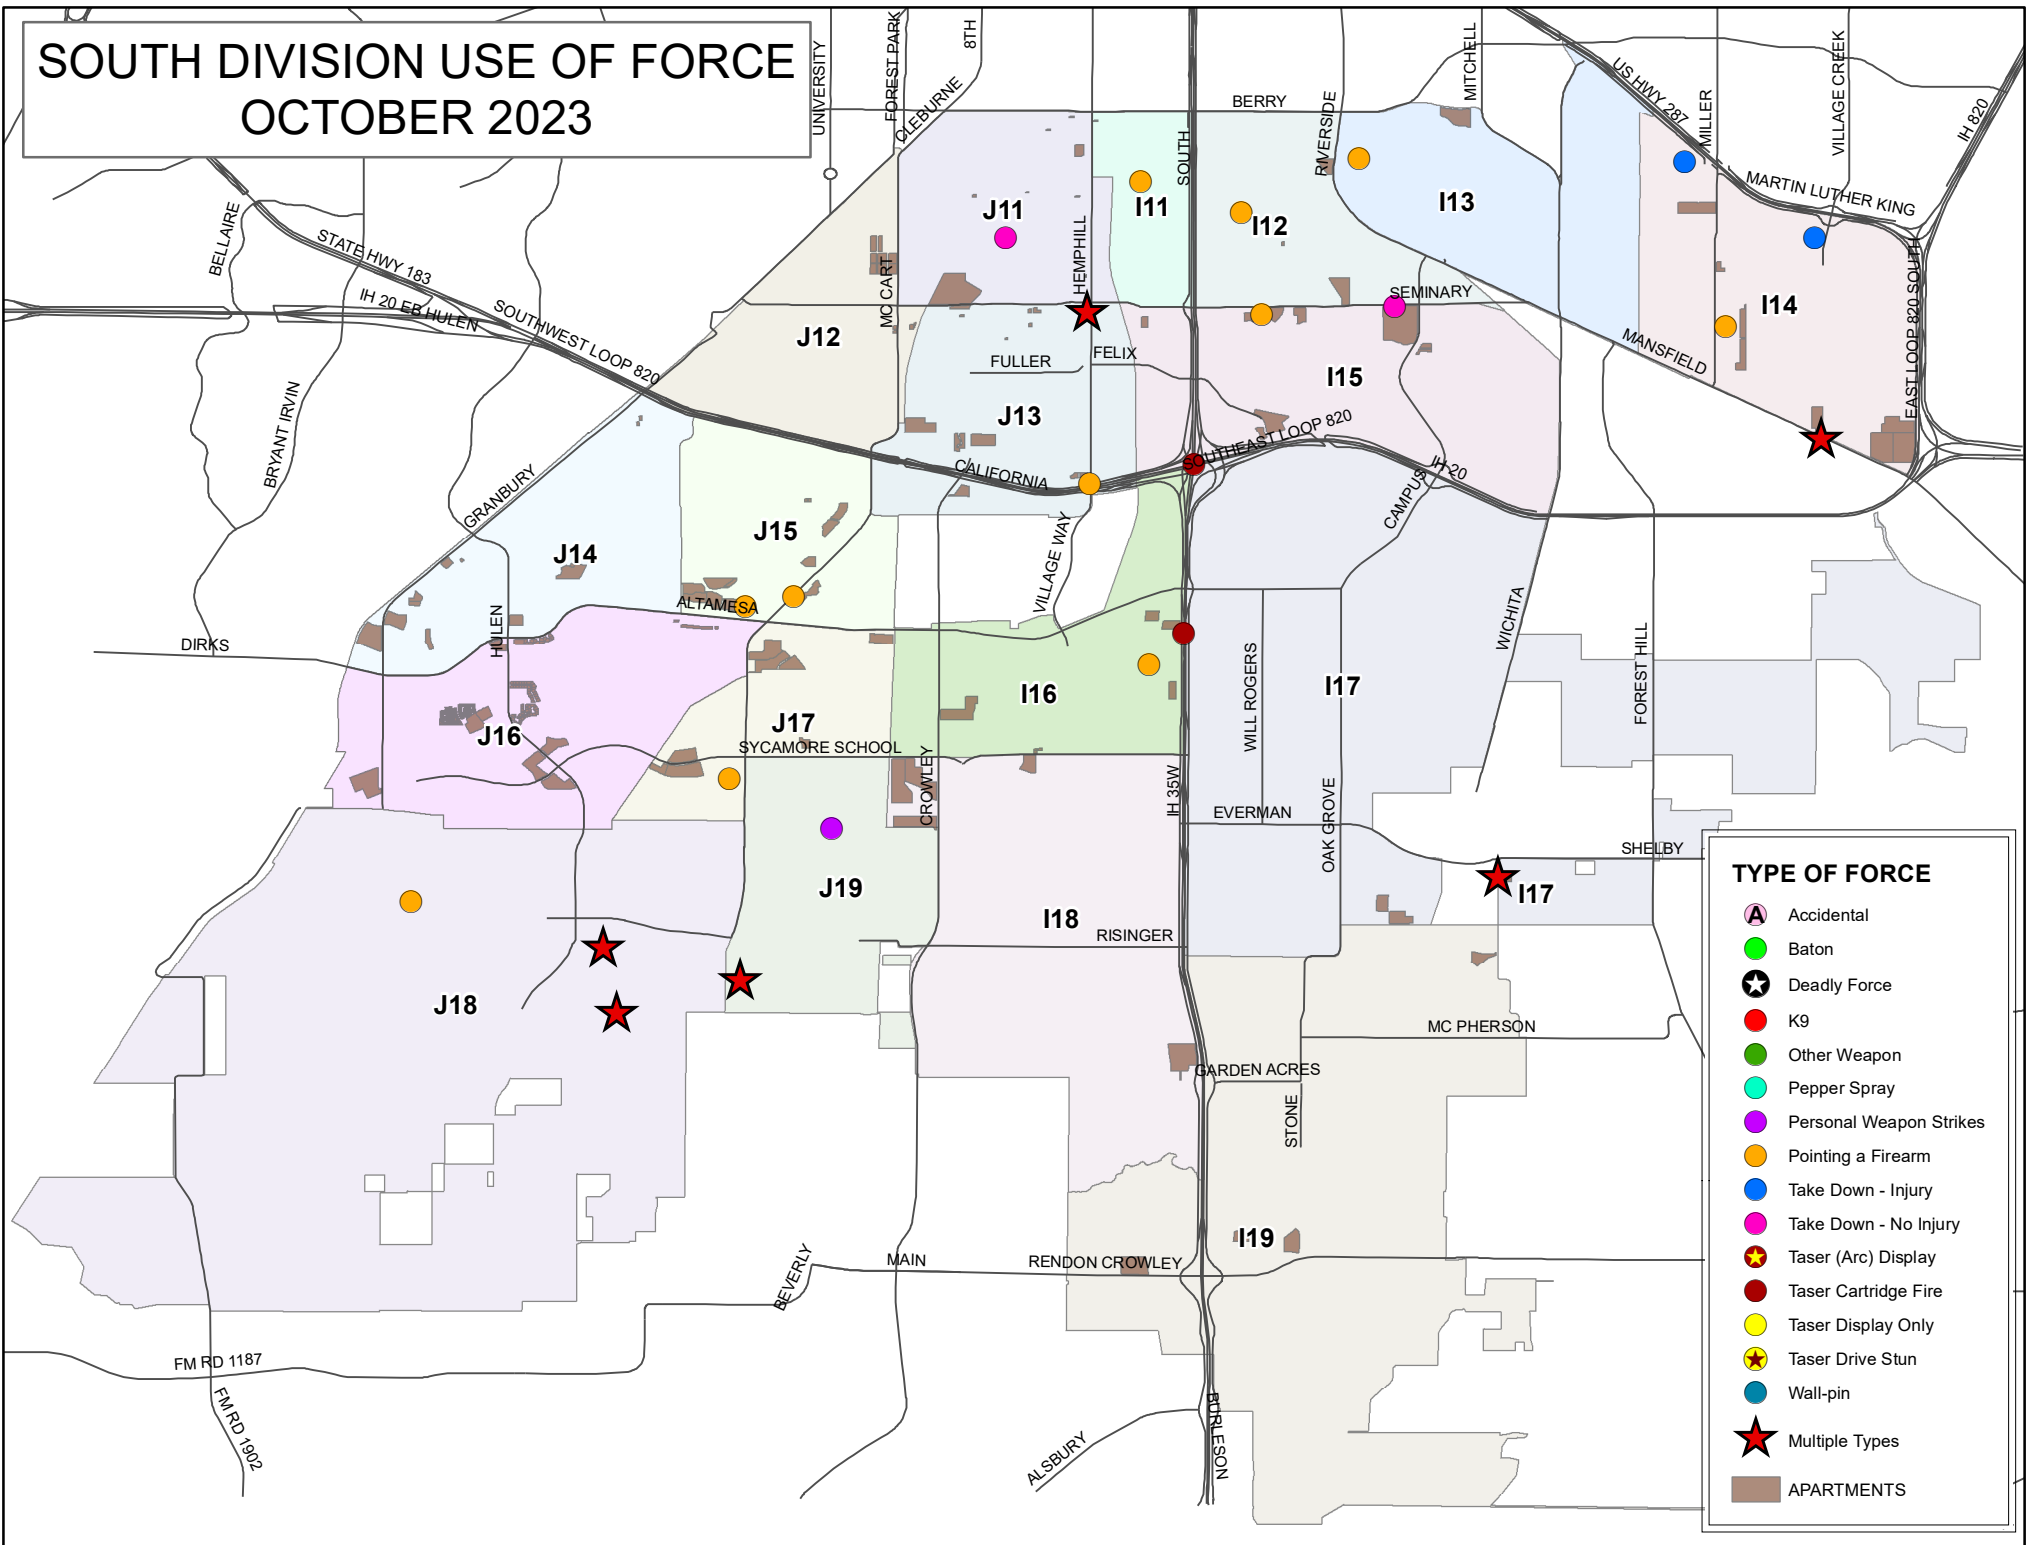 SOUTH DIVISION USE OF FORCE
OCTOBER 2023
UNIVERSITY
FOREST PARK
CLEBURNE
8TH
BERRY
SOUTH
RIVERSIDE
MITCHELL
US HWY 287
MILLER
VILLAGE CREEK
IH 820
MARTIN LUTHER KING
BELLAIRE
STATE HWY 183
IH 20 EB HULEN
SOUTHWEST LOOP 820
MC CART
HEMPHILL
J11
I11
I12
I13
I14
SEMINARY
EAST LOOP 820 SOUTH
J12
FULLER
FELIX
MANSFIELD
BRYANT IRVIN
J13
I15
SOUTHEAST LOOP 820
IH 20
CALIFORNIA
CAMPUS
GRANBURY
J14
J15
VILLAGE WAY
ALTAMESA
HULEN
DIRKS
WICHITA
FOREST HILL
WILL ROGERS
I16
I17
J16
J17
SYCAMORE SCHOOL
CROWLEY
IH 35W
EVERMAN
OAK GROVE
SHELBY
J19
I17
I18
RISINGER
J18
MC PHERSON
GARDEN ACRES
STONE
I19
BEVERLY
MAIN
RENDON CROWLEY
FM RD 1187
FM RD 1902
ALSBURY
BURLESON
TYPE OF FORCE
A Accidental
Baton
Deadly Force
K9
Other Weapon
Pepper Spray
Personal Weapon Strikes
Pointing a Firearm
Take Down - Injury
Take Down - No Injury
Taser (Arc) Display
Taser Cartridge Fire
Taser Display Only
Taser Drive Stun
Wall-pin
Multiple Types
APARTMENTS